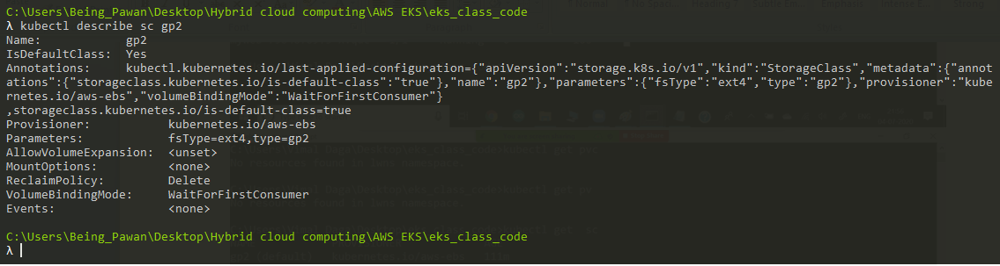 C:\Users\Being_Pawan\Desktop\Hybrid cloud computing\AWS EKS\eks_class_code
λ kubectl describe sc gp2
Name:            gp2
IsDefaultClass:  Yes
Annotations:     kubectl.kubernetes.io/last-applied-configuration={"apiVersion":"storage.k8s.io/v1","kind":"StorageClass","metadata":{"annot
ations":{"storageclass.kubernetes.io/is-default-class":"true"},"name":"gp2"},"parameters":{"fsType":"ext4","type":"gp2"},"provisioner":"kube
rnetes.io/aws-ebs","volumeBindingMode":"WaitForFirstConsumer"}
,storageclass.kubernetes.io/is-default-class=true
Provisioner:           kubernetes.io/aws-ebs
Parameters:            fsType=ext4,type=gp2
AllowVolumeExpansion:  <unset>
MountOptions:          <none>
ReclaimPolicy:         Delete
VolumeBindingMode:     WaitForFirstConsumer
Events:                <none>
C:\Users\Being_Pawan\Desktop\Hybrid cloud computing\AWS EKS\eks_class_code
λ